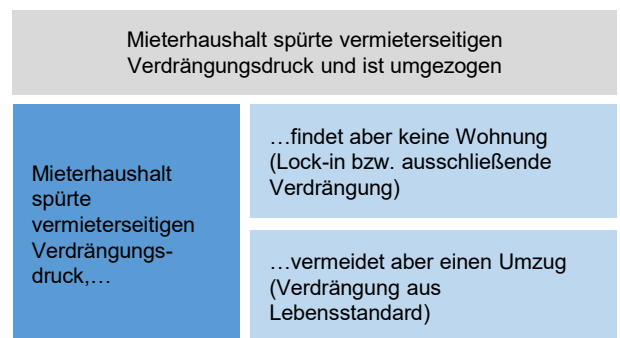 Mieterhaushalt spürte vermieterseitigen
Verdrängungsdruck und ist umgezogen
Mieterhaushalt
spürte
vermieterseitigen
Verdrängungs-
druck,…
…findet aber keine Wohnung
(Lock-in bzw. ausschließende
Verdrängung)
…vermeidet aber einen Umzug
(Verdrängung aus
Lebensstandard)